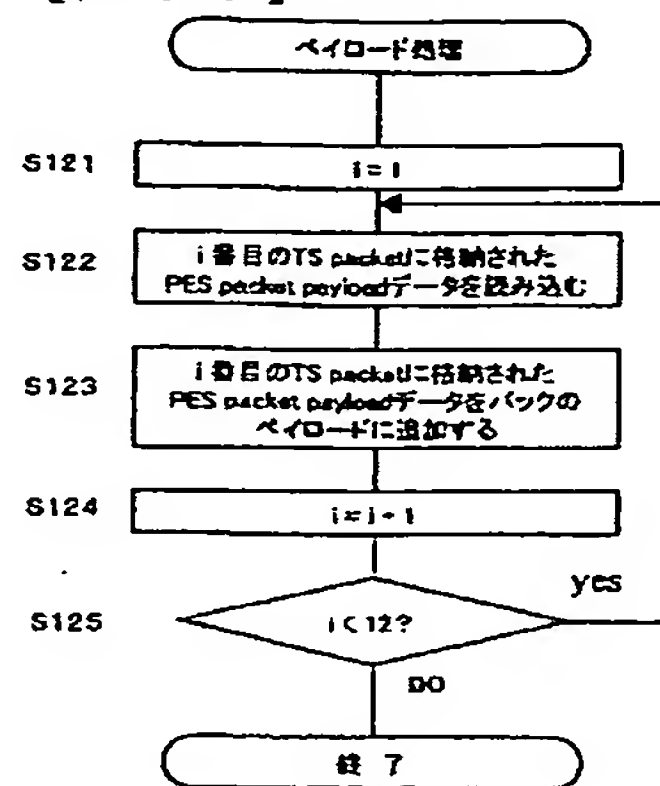 ペイロード処理
S121
i = 1
S122
i番目のTS packetに格納された
PES packet payloadデータを読み込む
S123
i番目のTS packetに格納された
PES packet payloadデータをパックの
ペイロードに追加する
S124
i = i + 1
yes
S125
i < 12?
no
終 了